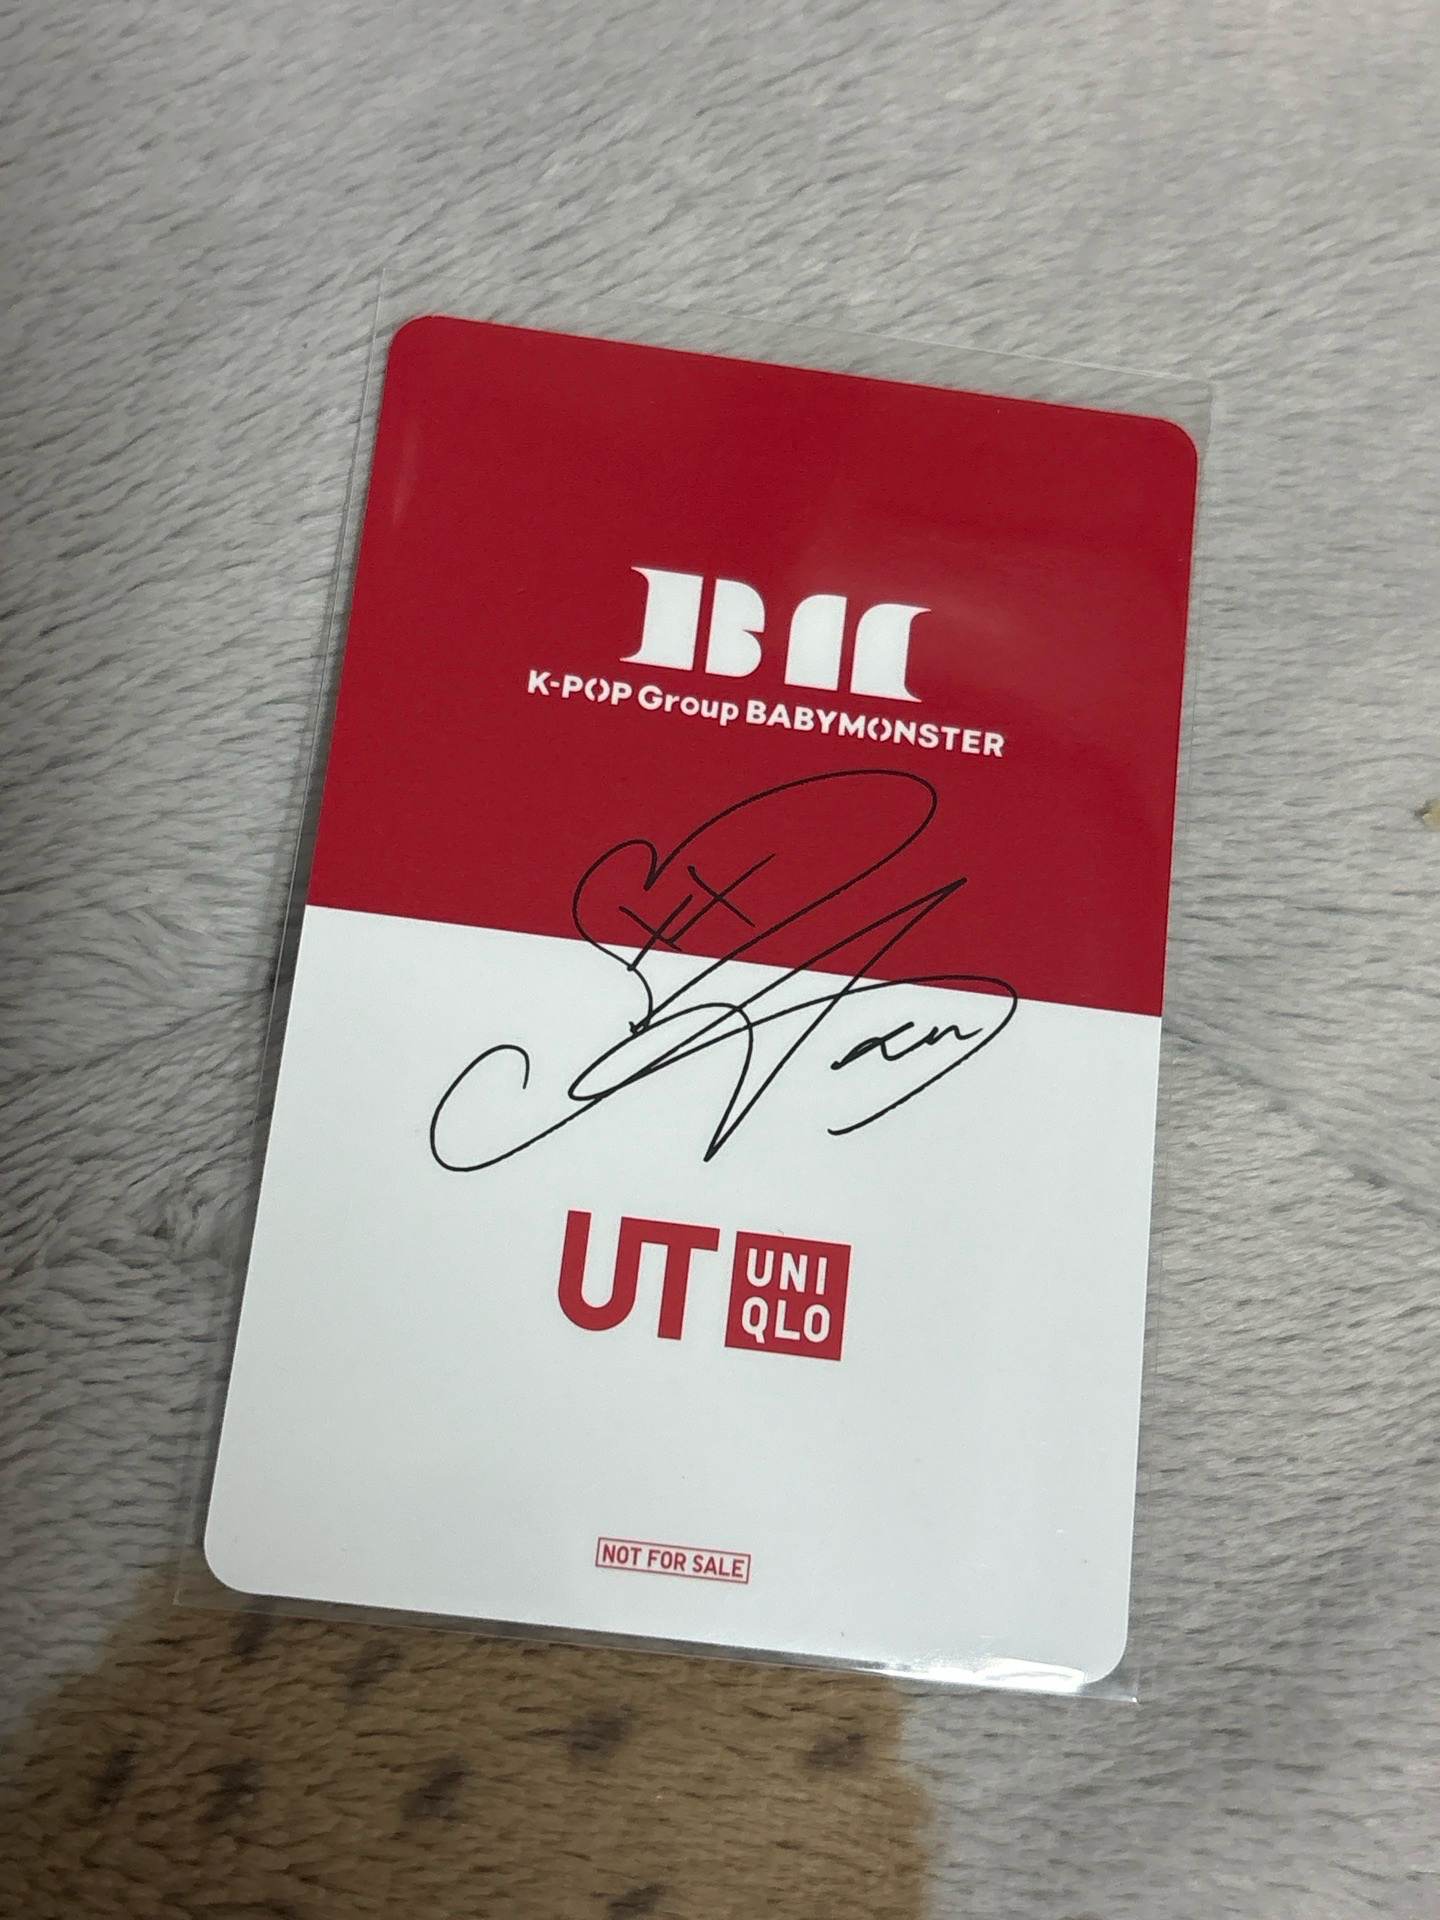 BM
K-POP Group BABYMONSTER
UT
UNI
QLO
NOT FOR SALE